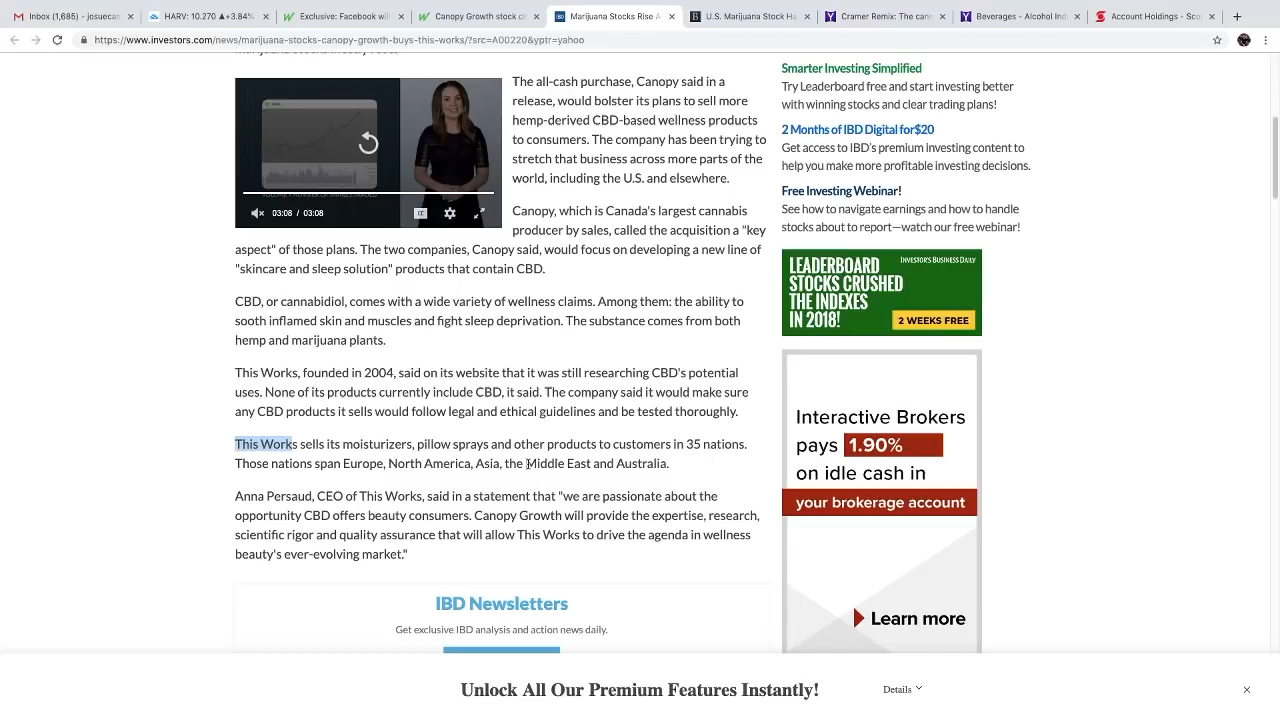 M Inbox (1,685) - josuecar
HARV: 10.270 ▲+3.84%
Exclusive: Facebook will
Canopy Growth stock cl
Marijuana Stocks Rise A
U.S. Marijuana Stock Ha
Cramer Remix: The cann
Beverages - Alcohol Indu
Account Holdings - Sco
https://www.investors.com/news/marijuana-stocks-canopy-growth-buys-this-works/?src=A00220&yptr=yahoo
The all-cash purchase, Canopy said in a
release, would bolster its plans to sell more
hemp-derived CBD-based wellness products
to consumers. The company has been trying to
stretch that business across more parts of the
world, including the U.S. and elsewhere.
03:08 / 03:08
CC
Canopy, which is Canada's largest cannabis
producer by sales, called the acquisition a "key
aspect" of those plans. The two companies, Canopy said, would focus on developing a new line of
"skincare and sleep solution" products that contain CBD.
CBD, or cannabidiol, comes with a wide variety of wellness claims. Among them: the ability to
sooth inflamed skin and muscles and fight sleep deprivation. The substance comes from both
hemp and marijuana plants.
This Works, founded in 2004, said on its website that it was still researching CBD's potential
uses. None of its products currently include CBD, it said. The company said it would make sure
any CBD products it sells would follow legal and ethical guidelines and be tested thoroughly.
This Works sells its moisturizers, pillow sprays and other products to customers in 35 nations.
Those nations span Europe, North America, Asia, the Middle East and Australia.
Anna Persaud, CEO of This Works, said in a statement that "we are passionate about the
opportunity CBD offers beauty consumers. Canopy Growth will provide the expertise, research,
scientific rigor and quality assurance that will allow This Works to drive the agenda in wellness
beauty's ever-evolving market."
IBD Newsletters
Get exclusive IBD analysis and action news daily.
Smarter Investing Simplified
Try Leaderboard free and start investing better
with winning stocks and clear trading plans!
2 Months of IBD Digital for$20
Get access to IBD's premium investing content to
help you make more profitable investing decisions.
Free Investing Webinar!
See how to navigate earnings and how to handle
stocks about to report—watch our free webinar!
INVESTOR'S BUSINESS DAILY
LEADERBOARD
STOCKS CRUSHED
THE INDEXES
IN 2018!
2 WEEKS FREE
Interactive Brokers
pays 1.90%
on idle cash in
your brokerage account
Learn more
Unlock All Our Premium Features Instantly!
Details